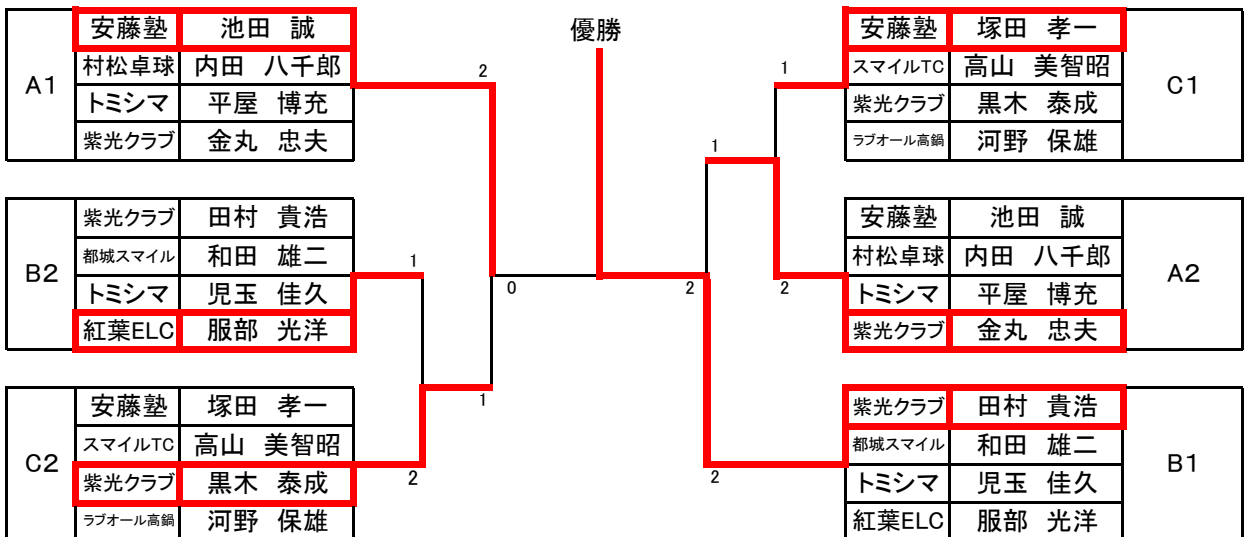 優勝
A1
安藤塾 池田 誠
村松卓球 内田 八千郎
トミシマ 平屋 博充
紫光クラブ 金丸 忠夫
2
B2
紫光クラブ 田村 貴浩
都城スマイル 和田 雄二
トミシマ 児玉 佳久
紅葉ELC 服部 光洋
1
0
C2
安藤塾 塚田 孝一
スマイルTC 高山 美智昭
紫光クラブ 黒木 泰成
ラブオール高鍋 河野 保雄
2
1
安藤塾 塚田 孝一
スマイルTC 高山 美智昭
紫光クラブ 黒木 泰成
ラブオール高鍋 河野 保雄
C1
1
1
安藤塾 池田 誠
村松卓球 内田 八千郎
トミシマ 平屋 博充
紫光クラブ 金丸 忠夫
A2
2
2
紫光クラブ 田村 貴浩
都城スマイル 和田 雄二
トミシマ 児玉 佳久
紅葉ELC 服部 光洋
B1
2